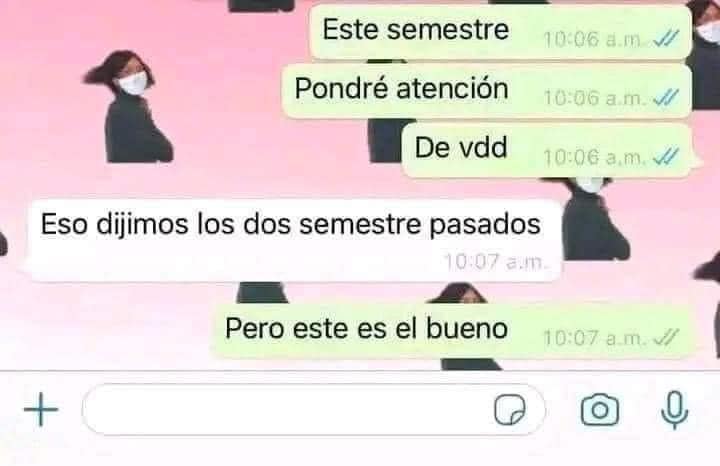 Este semestre 10:06 a.m.
Pondré atención 10:06 a.m.
De vdd 10:06 a.m.
Eso dijimos los dos semestre pasados
10:07 a.m.
Pero este es el bueno 10:07 a.m.